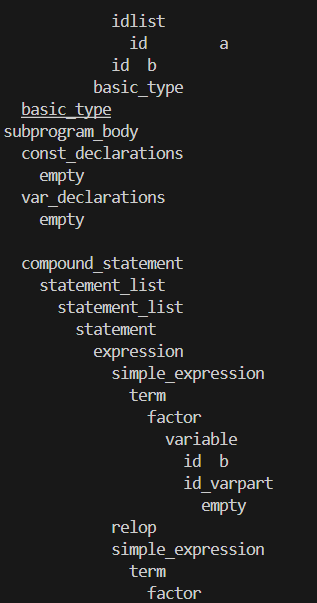 idlist
id a
id b
basic_type
basic_type
subprogram_body
const_declarations
empty
var_declarations
empty
compound_statement
statement_list
statement_list
statement
expression
simple_expression
term
factor
variable
id b
id_varpart
empty
relop
simple_expression
term
factor